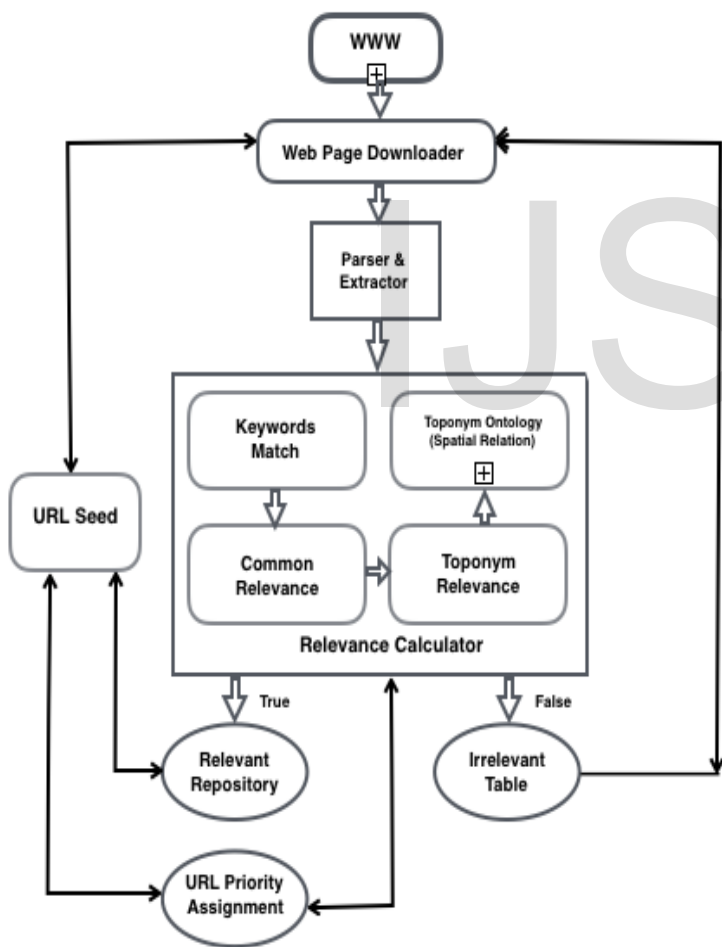 WWW
Web Page Downloader
IJS
Parser &
Extractor
Keywords
Match
Toponym Ontology
(Spatial Relation)
URL Seed
Common
Relevance
Toponym
Relevance
Relevance Calculator
True
False
Relevant
Repository
Irrelevant
Table
URL Priority
Assignment